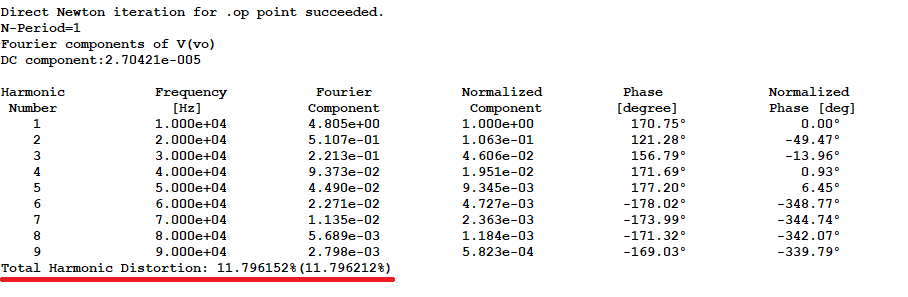 Direct Newton iteration for .op point succeeded.
N-Period=1
Fourier components of V(vo)
DC component:2.70421e-005
Harmonic Frequency Fourier Normalized Phase Normalized
Number [Hz] Component Component [degree] Phase [deg]
1 1.000e+04 4.805e+00 1.000e+00 170.75° 0.00°
2 2.000e+04 5.107e-01 1.063e-01 121.28° -49.47°
3 3.000e+04 2.213e-01 4.606e-02 156.79° -13.96°
4 4.000e+04 9.373e-02 1.951e-02 171.69° 0.93°
5 5.000e+04 4.490e-02 9.345e-03 177.20° 6.45°
6 6.000e+04 2.271e-02 4.727e-03 -178.02° -348.77°
7 7.000e+04 1.135e-02 2.363e-03 -173.99° -344.74°
8 8.000e+04 5.689e-03 1.184e-03 -171.32° -342.07°
9 9.000e+04 2.798e-03 5.823e-04 -169.03° -339.79°
Total Harmonic Distortion: 11.796152%(11.796212%)